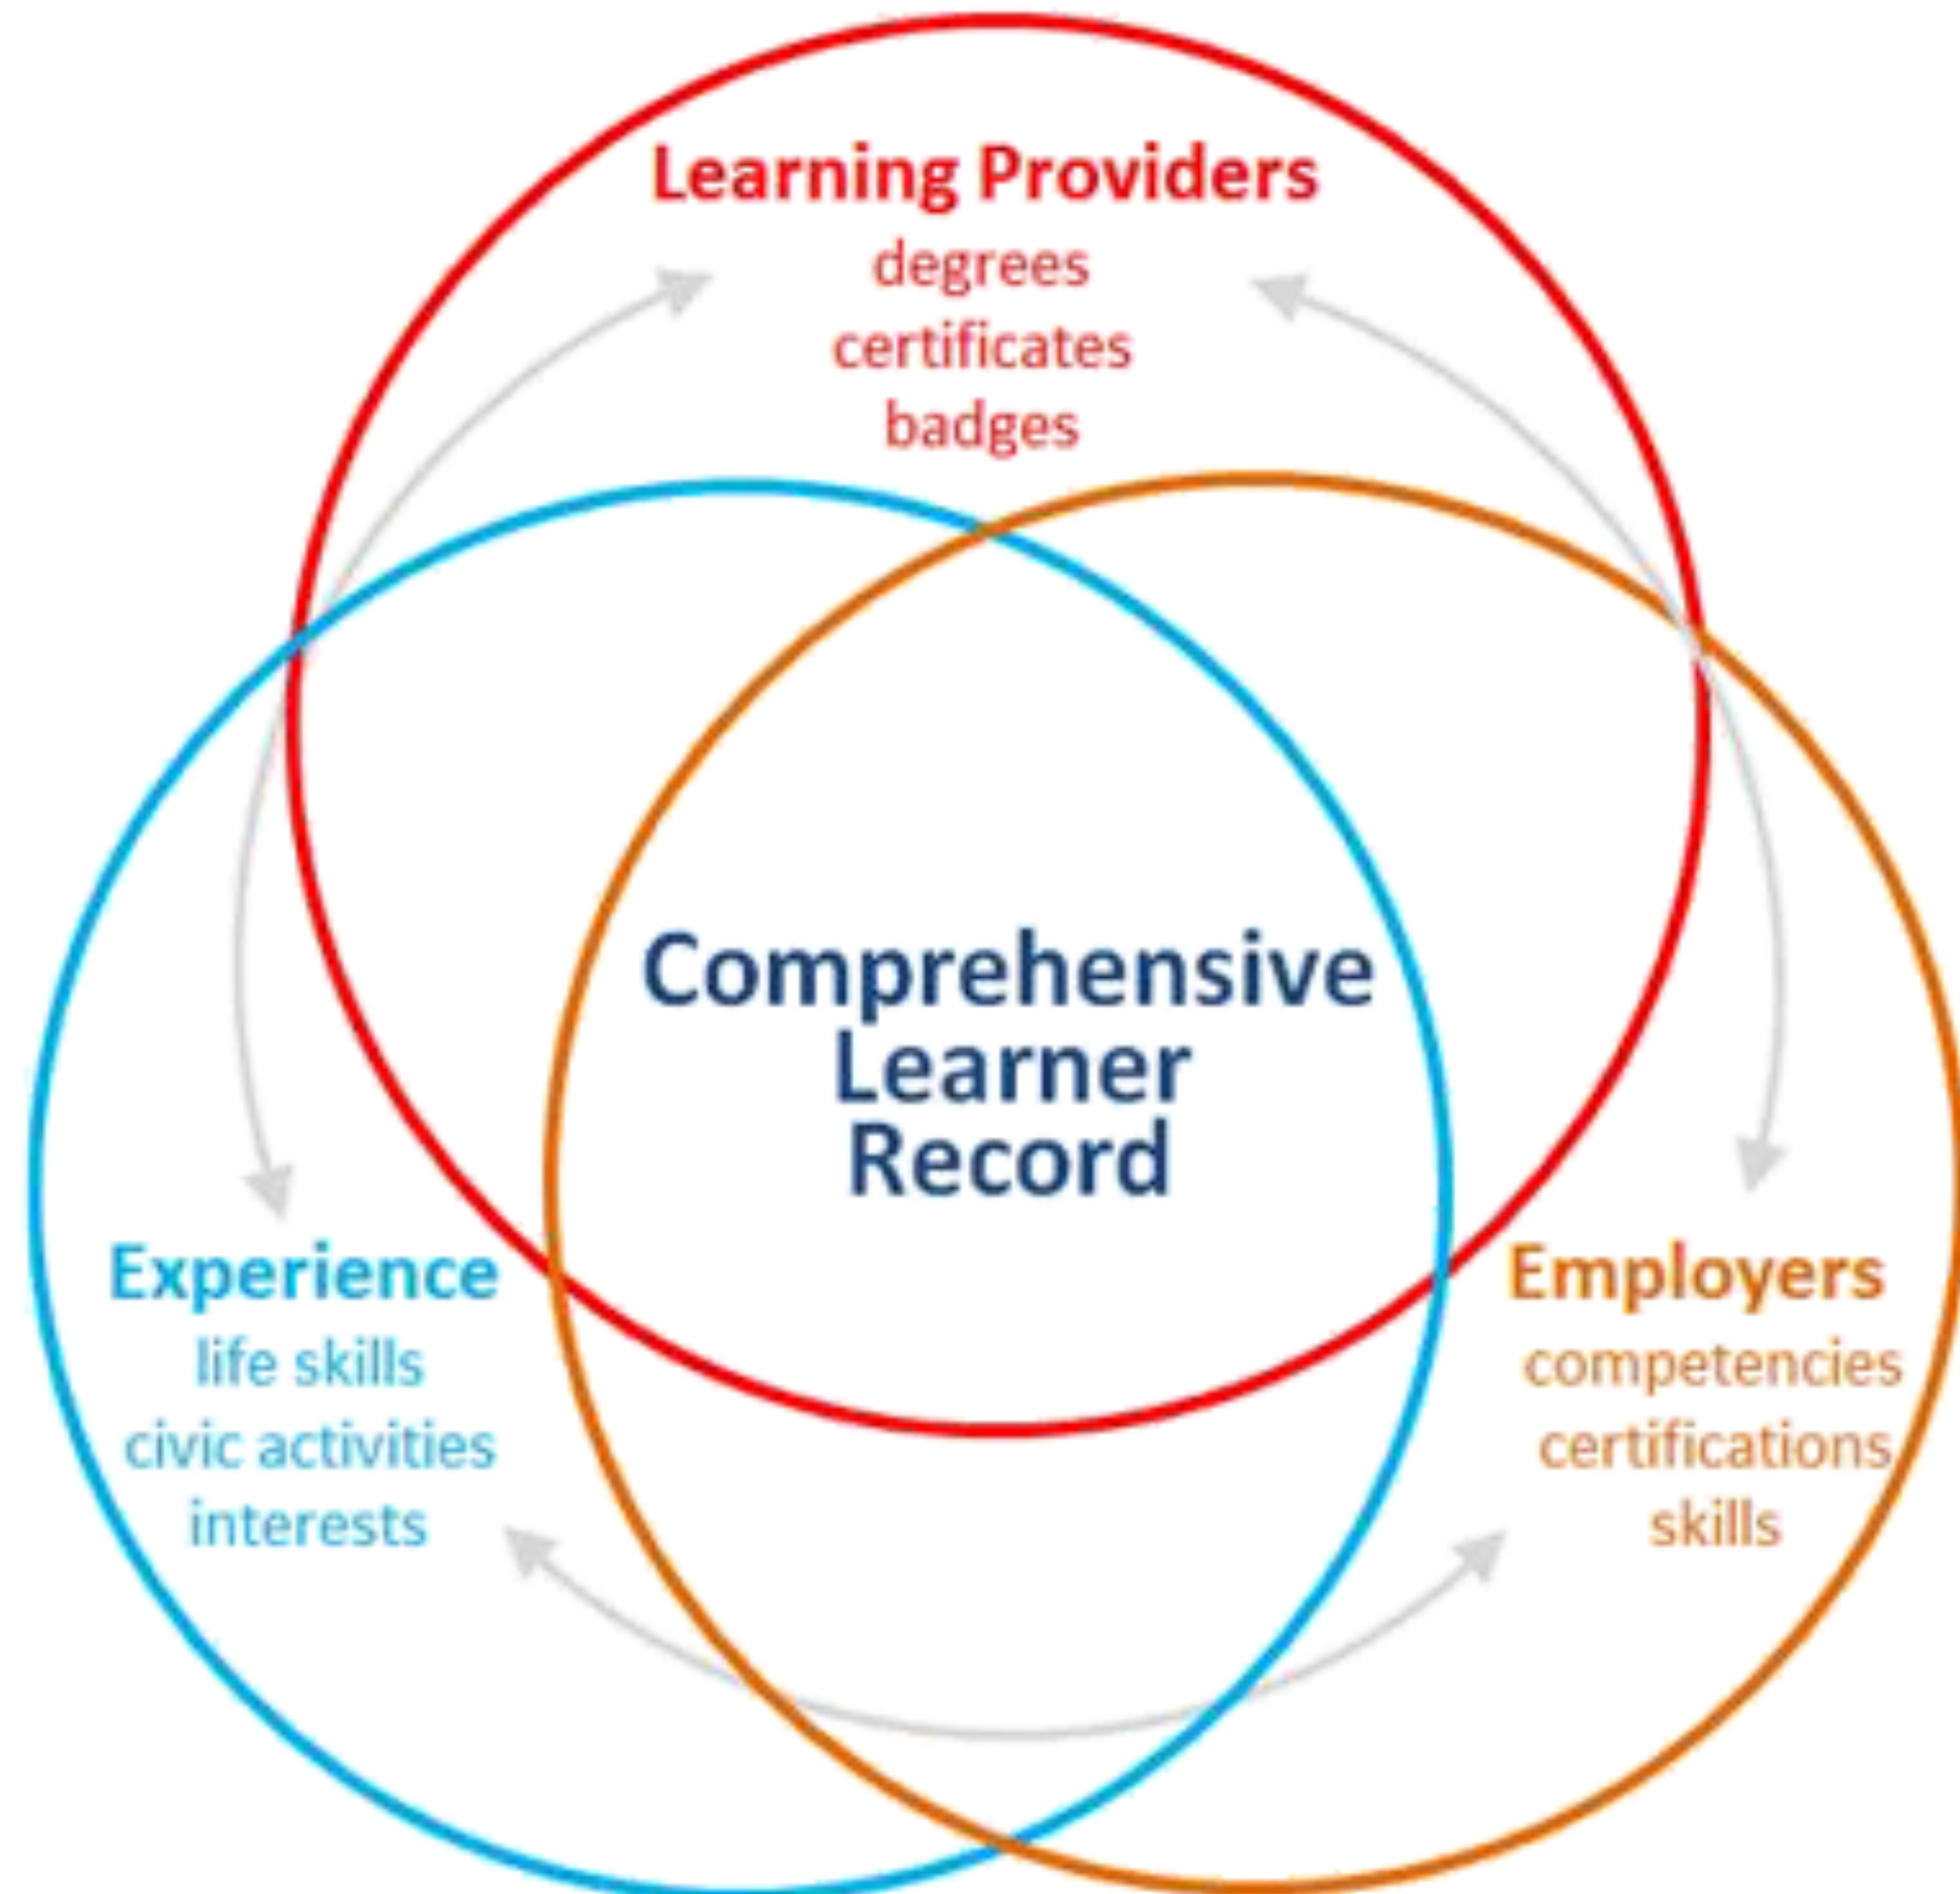 Learning Providers
degrees
certificates
badges
Comprehensive
Learner
Record
Experience
life skills
civic activities
interests
Employers
competencies
certifications
skills